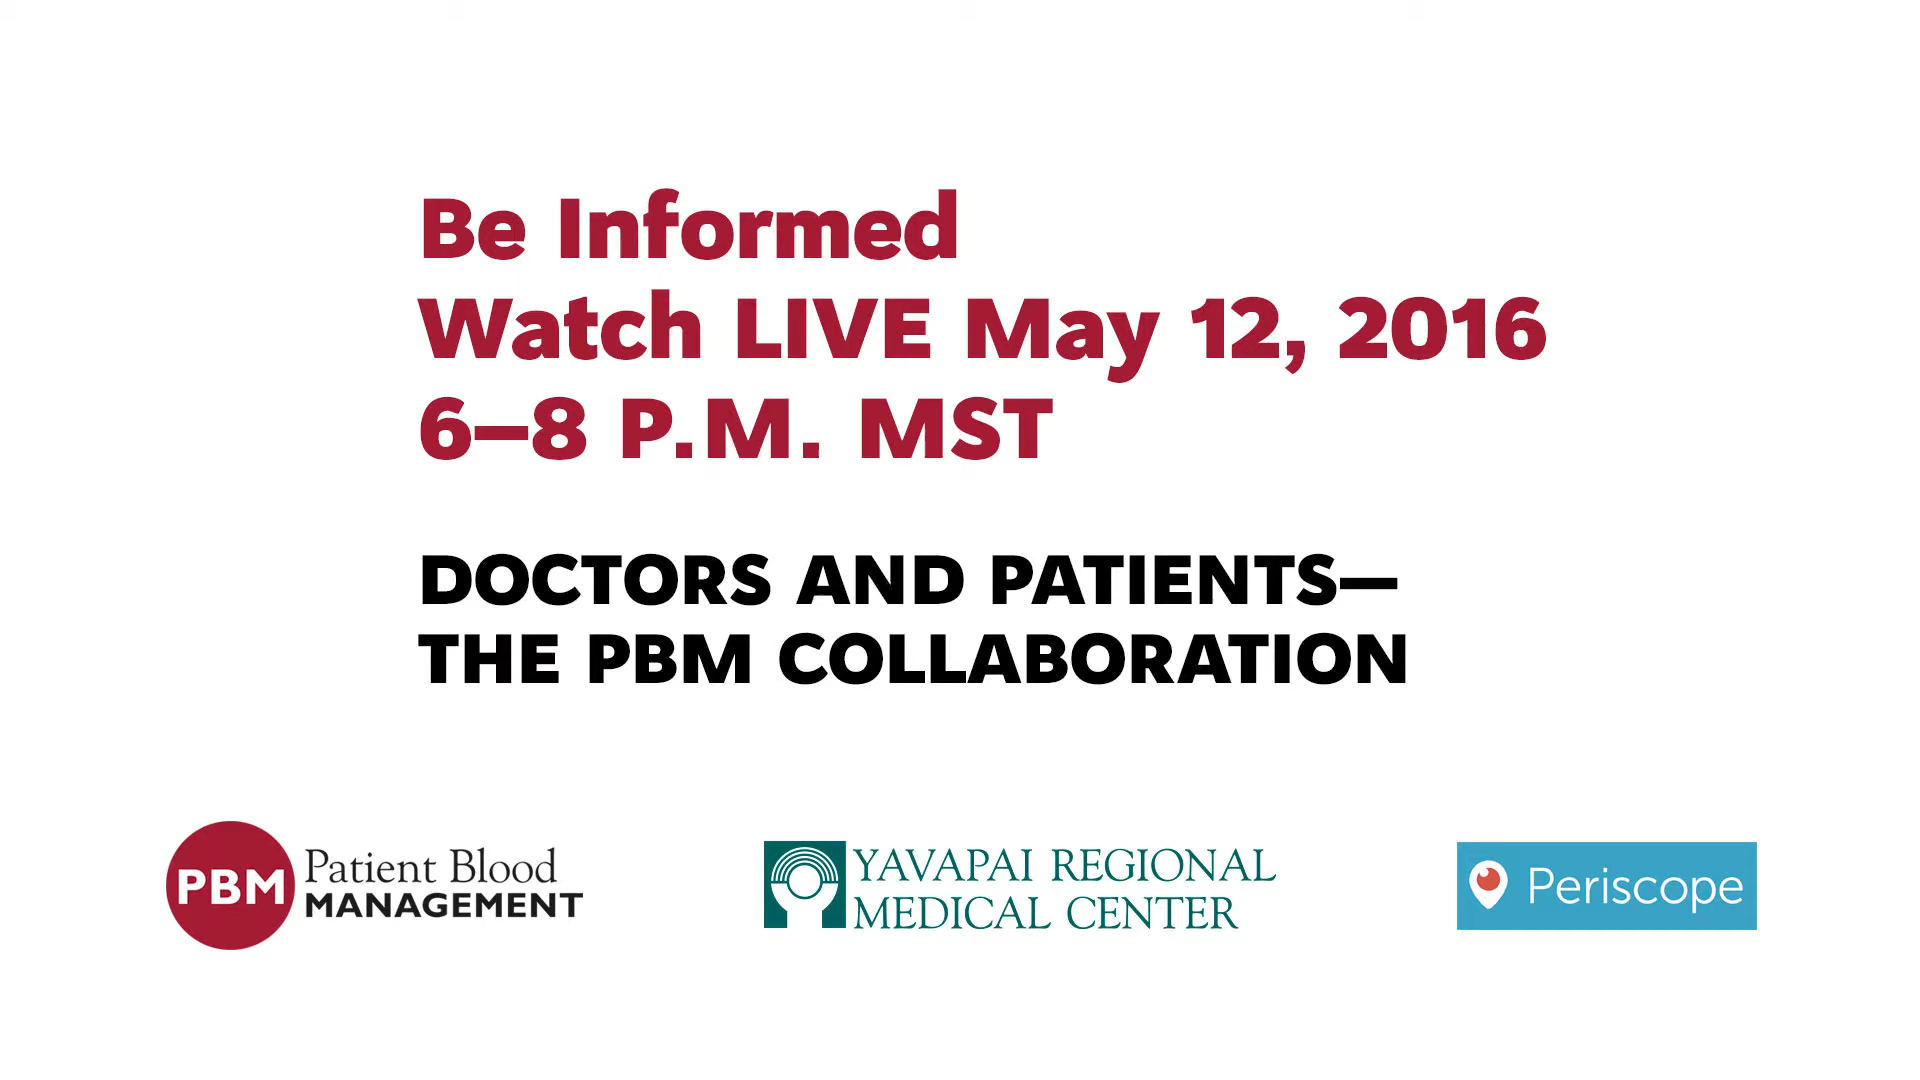 Be Informed
Watch LIVE May 12, 2016
6–8 P.M. MST
DOCTORS AND PATIENTS—
THE PBM COLLABORATION
PBM
Patient Blood
MANAGEMENT
YAVAPAI REGIONAL
MEDICAL CENTER
Periscope